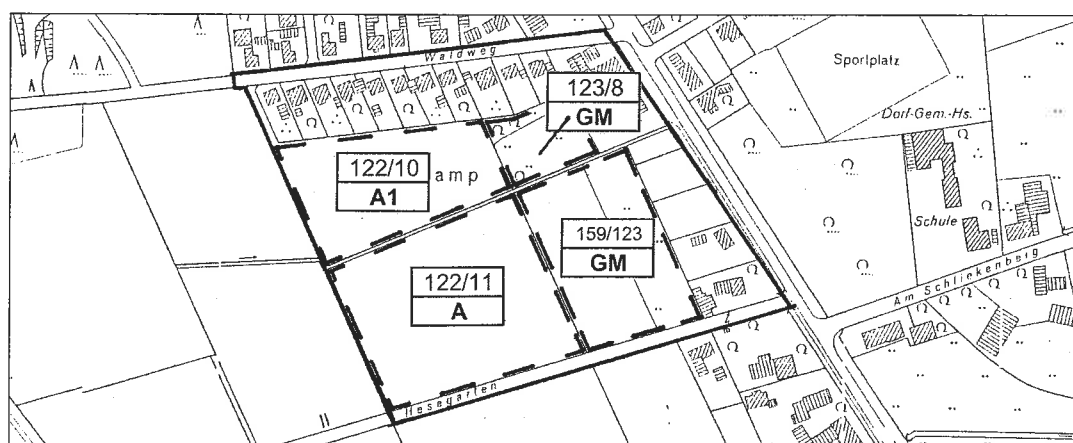 Waldweg
Sportplatz
123/8
GM
Dorf-Gem.-Hs.
122/10
A1
amp
Schule
159/123
GM
122/11
A
Am Schliekenberg
Hesegarten